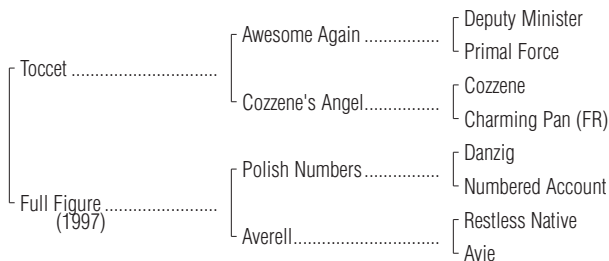 Deputy Minister
Awesome Again ................
Primal Force
Toccet ...............................
Cozzene
Cozzene's Angel................
Charming Pan (FR)
Danzig
Polish Numbers................
Numbered Account
Full Figure ........................
(1997)
Restless Native
Averell...............................
Avie